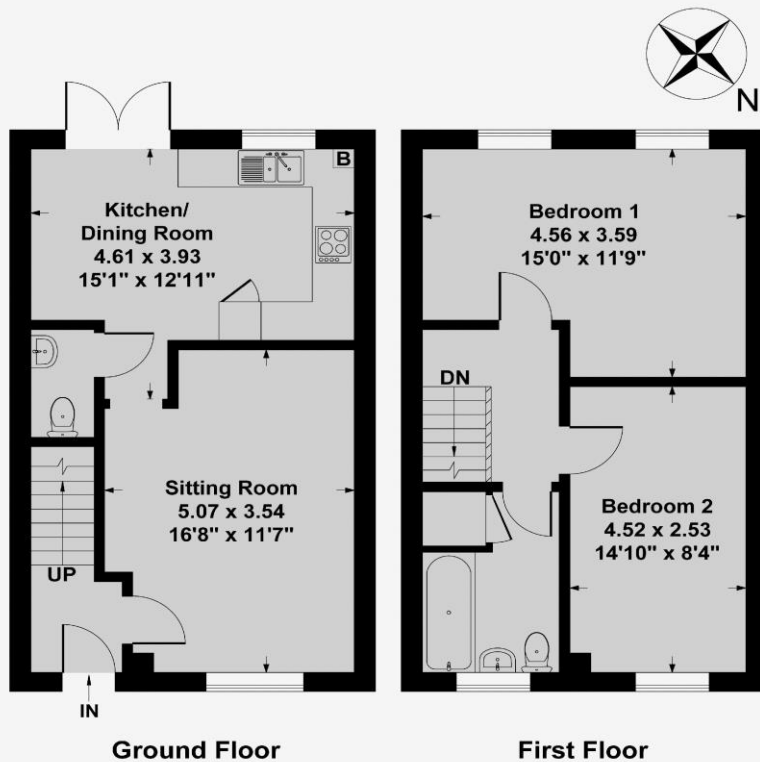 N
B
Kitchen/
Dining Room
4.61 x 3.93
15'1" x 12'11"
Sitting Room
5.07 x 3.54
16'8" x 11'7"
UP
IN
Ground Floor
Bedroom 1
4.56 x 3.59
15'0" x 11'9"
DN
Bedroom 2
4.52 x 2.53
14'10" x 8'4"
First Floor